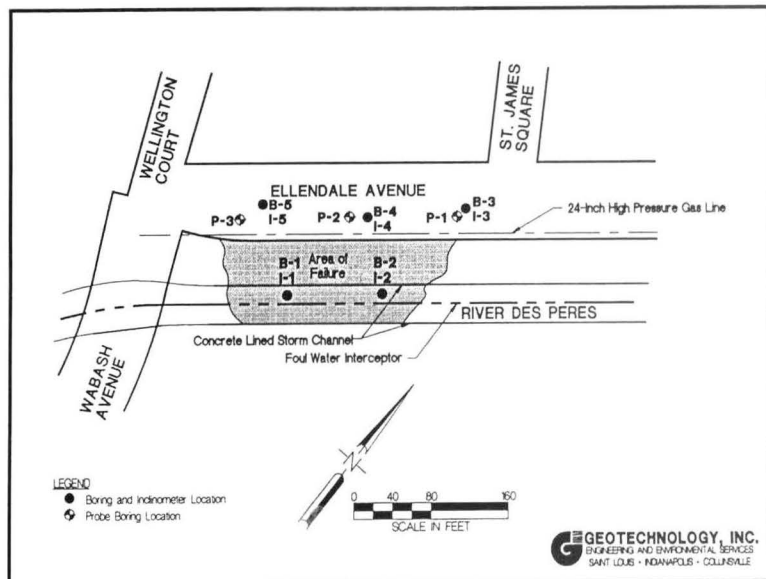 WELLINGTON
COURT
ST. JAMES
SQUARE
ELLENDALE AVENUE
B-5
I-5
P-3
P-2
B-4
I-4
P-1
B-3
I-3
24-Inch High Pressure Gas Line
B-1
I-1
Area of
Failure
B-2
I-2
RIVER DES PERES
Concrete Lined Storm Channel
Foul Water Interceptor
WABASH
AVENUE
N
LEGEND
Boring and Inclinometer Location
Probe Boring Location
0 40 80 160
SCALE IN FEET
GEOTECHNOLOGY, INC.
ENGINEERING AND ENVIRONMENTAL SERVICES
SAINT LOUIS • INDIANAPOLIS • COLLINSVILLE